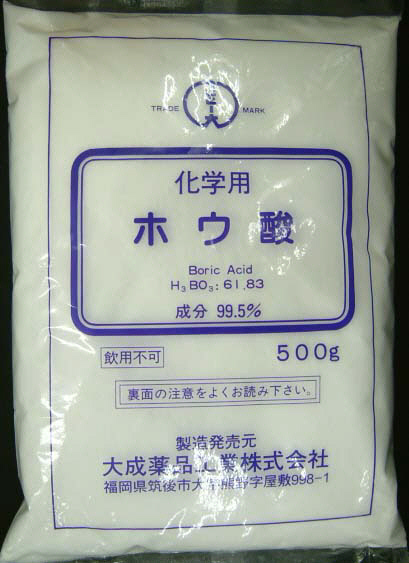 TRADE MARK
化学用
ホウ酸
Boric Acid
H₃BO₃: 61.83
成分 99.5%
飲用不可
500g
裏面の注意をよくお読み下さい。
製造発売元
大成薬品工業株式会社
福岡県筑後市大字熊野字屋敷998-1